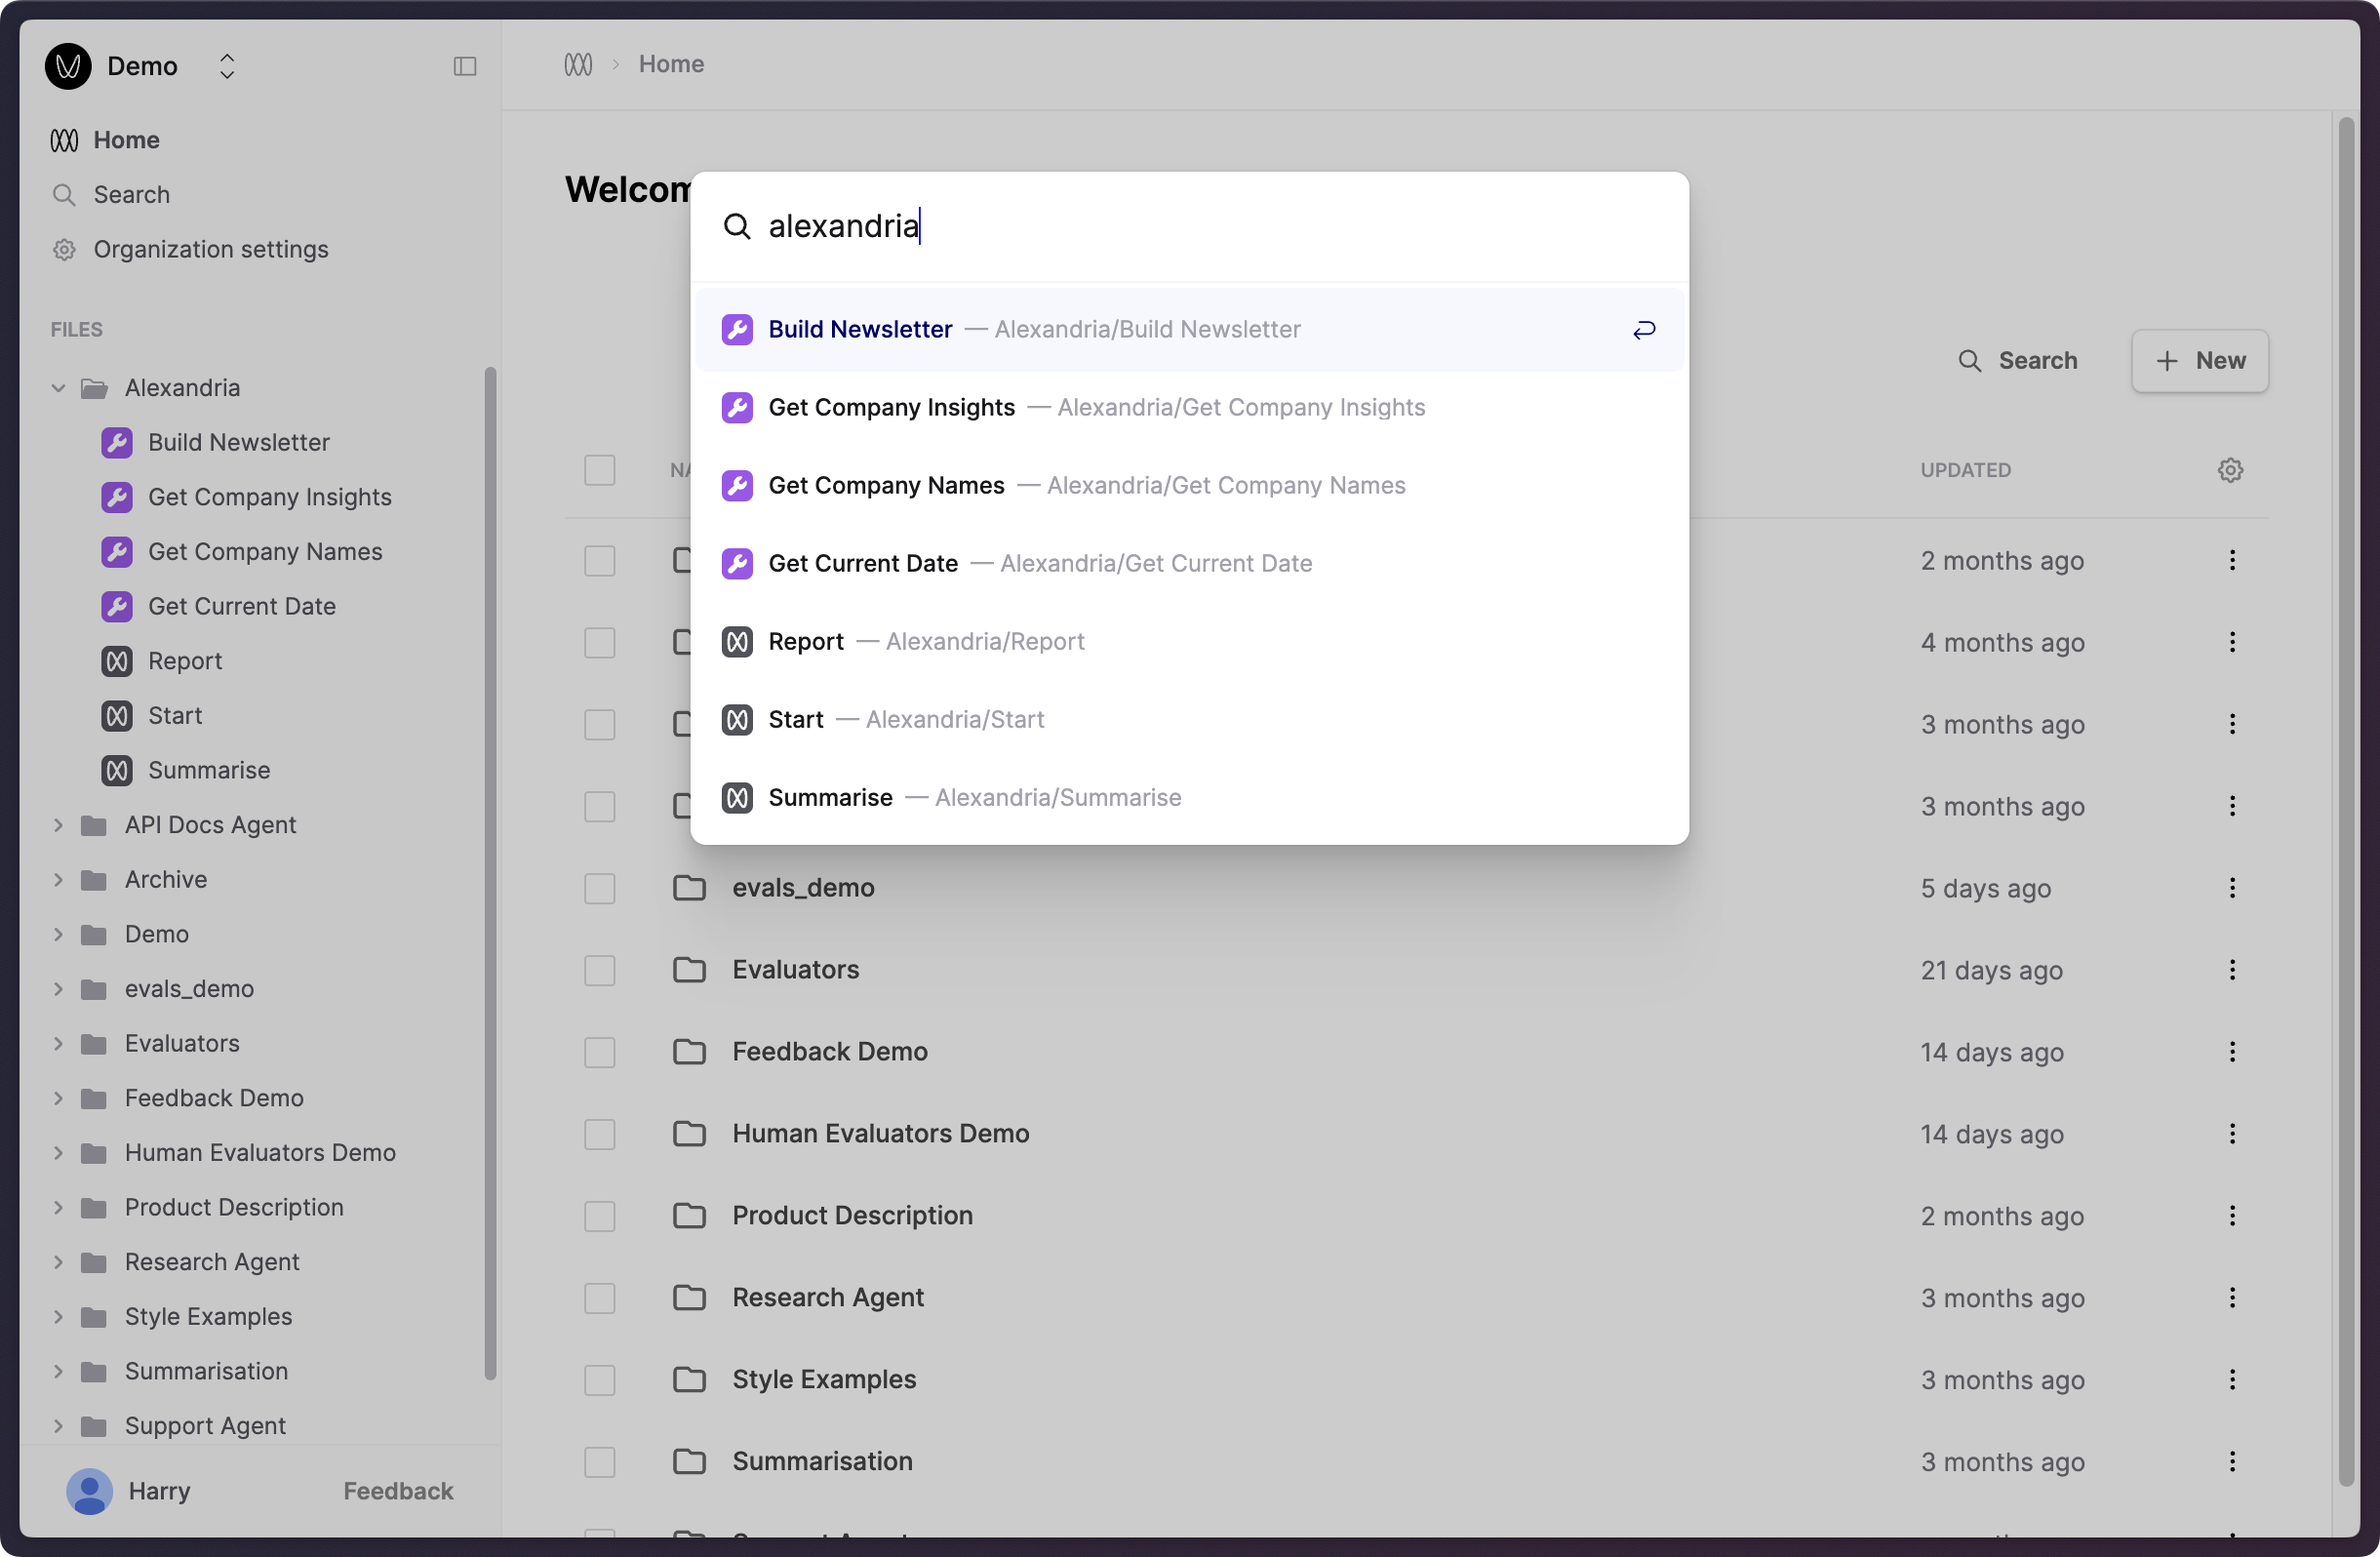 Demo
Home
Search
Organization settings
FILES
Alexandria
Build Newsletter
Get Company Insights
Get Company Names
Get Current Date
Report
Start
Summarise
API Docs Agent
Archive
Demo
evals_demo
Evaluators
Feedback Demo
Human Evaluators Demo
Product Description
Research Agent
Style Examples
Summarisation
Support Agent
Harry Feedback
Home
alexandria
Build Newsletter — Alexandria/Build Newsletter
Get Company Insights — Alexandria/Get Company Insights
Get Company Names — Alexandria/Get Company Names
Get Current Date — Alexandria/Get Current Date
Report — Alexandria/Report
Start — Alexandria/Start
Summarise — Alexandria/Summarise
Search New
UPDATED
2 months ago
4 months ago
3 months ago
3 months ago
evals_demo 5 days ago
Evaluators 21 days ago
Feedback Demo 14 days ago
Human Evaluators Demo 14 days ago
Product Description 2 months ago
Research Agent 3 months ago
Style Examples 3 months ago
Summarisation 3 months ago